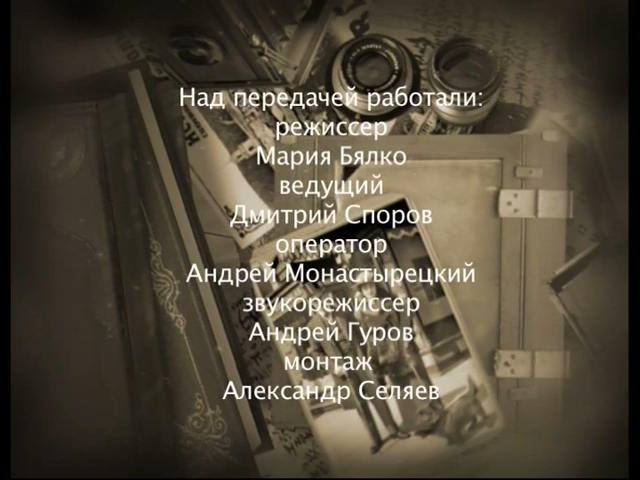 Над передачей работали:
режиссер
Мария Бялко
ведущий
Дмитрий Споров
оператор
Андрей Монастырецкий
звукорежиссер
Андрей Гуров
монтаж
Александр Селяев